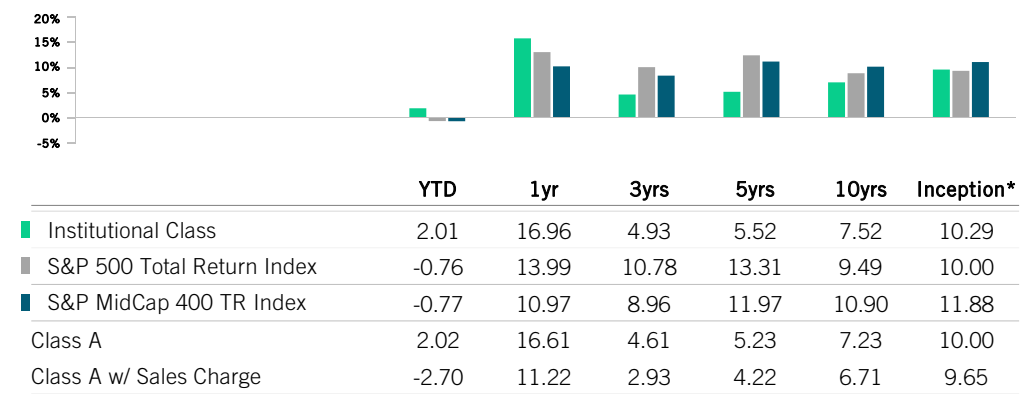 20%
15%
10%
5%
0%
-5%
YTD 1yr 3yrs 5yrs 10yrs Inception*
Institutional Class 2.01 16.96 4.93 5.52 7.52 10.29
S&P 500 Total Return Index -0.76 13.99 10.78 13.31 9.49 10.00
S&P MidCap 400 TR Index -0.77 10.97 8.96 11.97 10.90 11.88
Class A 2.02 16.61 4.61 5.23 7.23 10.00
Class A w/ Sales Charge -2.70 11.22 2.93 4.22 6.71 9.65